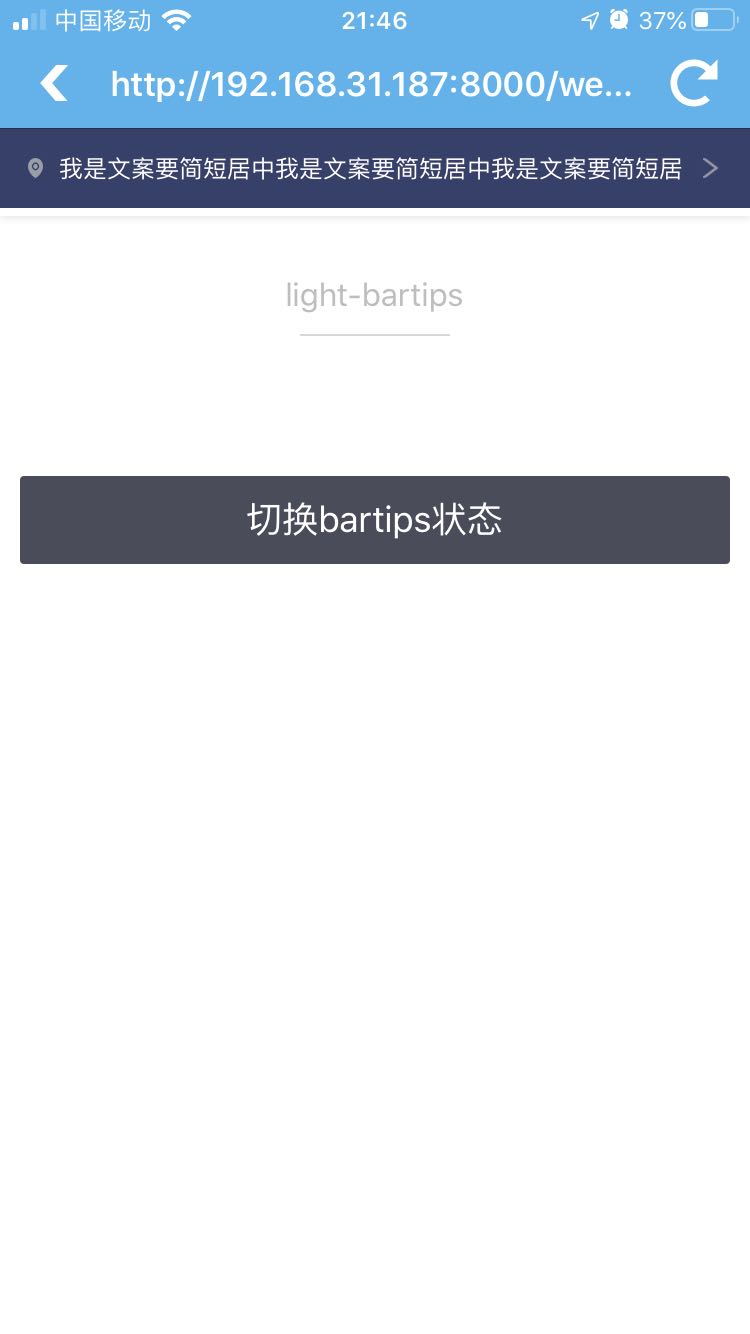 中国移动 21:46 37%
http://192.168.31.187:8000/we...
我是文案要简短居中我是文案要简短居中我是文案要简短居
light-bartips
切换bartips状态